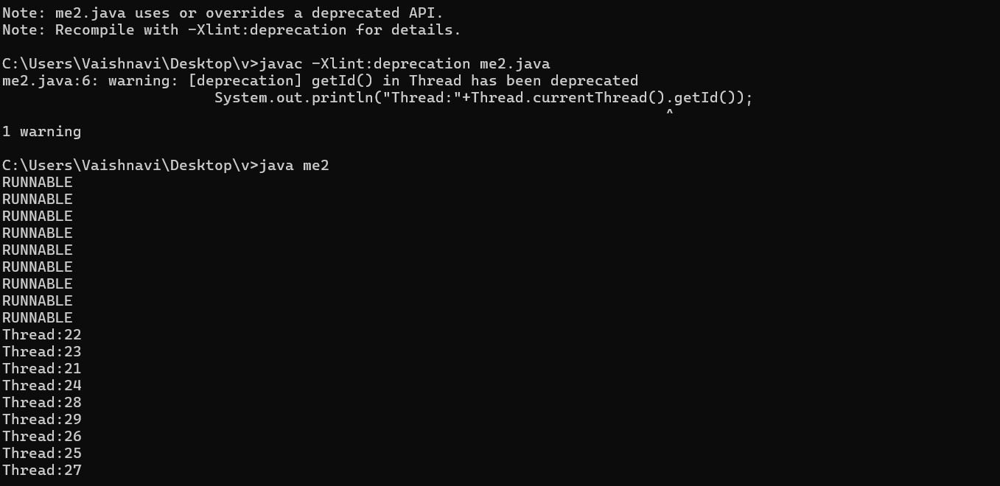 Note: me2.java uses or overrides a deprecated API.
Note: Recompile with -Xlint:deprecation for details.
C:\Users\Vaishnavi\Desktop\v>javac -Xlint:deprecation me2.java
me2.java:6: warning: [deprecation] getId() in Thread has been deprecated
System.out.println("Thread:"+Thread.currentThread().getId());
^
1 warning
C:\Users\Vaishnavi\Desktop\v>java me2
RUNNABLE
RUNNABLE
RUNNABLE
RUNNABLE
RUNNABLE
RUNNABLE
RUNNABLE
RUNNABLE
RUNNABLE
Thread:22
Thread:23
Thread:21
Thread:24
Thread:28
Thread:29
Thread:26
Thread:25
Thread:27